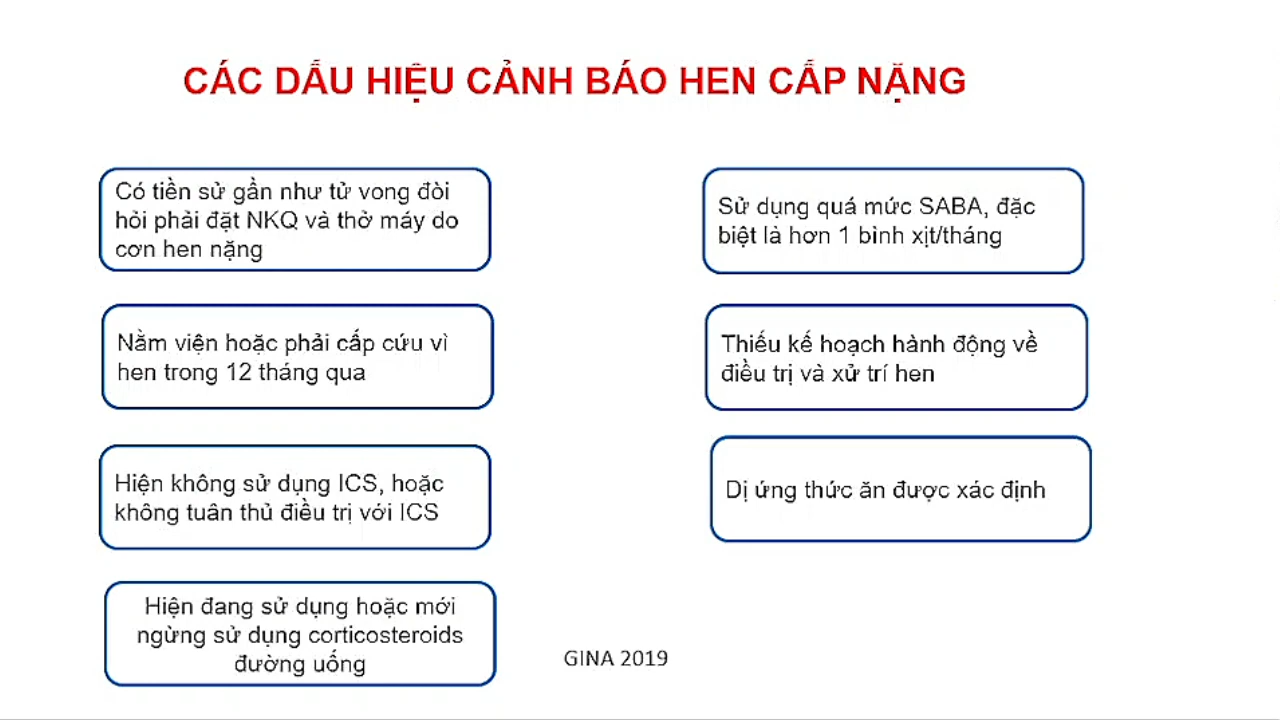 CÁC DẤU HIỆU CẢNH BÁO HEN CẤP NẶNG
Có tiền sử gần như tử vong đòi
hỏi phải đặt NKQ và thở máy do
cơn hen nặng
Nằm viện hoặc phải cấp cứu vì
hen trong 12 tháng qua
Hiện không sử dụng ICS, hoặc
không tuân thủ điều trị với ICS
Hiện đang sử dụng hoặc mới
ngừng sử dụng corticosteroids
đường uống
Sử dụng quá mức SABA, đặc
biệt là hơn 1 bình xịt/tháng
Thiếu kế hoạch hành động về
điều trị và xử trí hen
Dị ứng thức ăn được xác định
GINA 2019